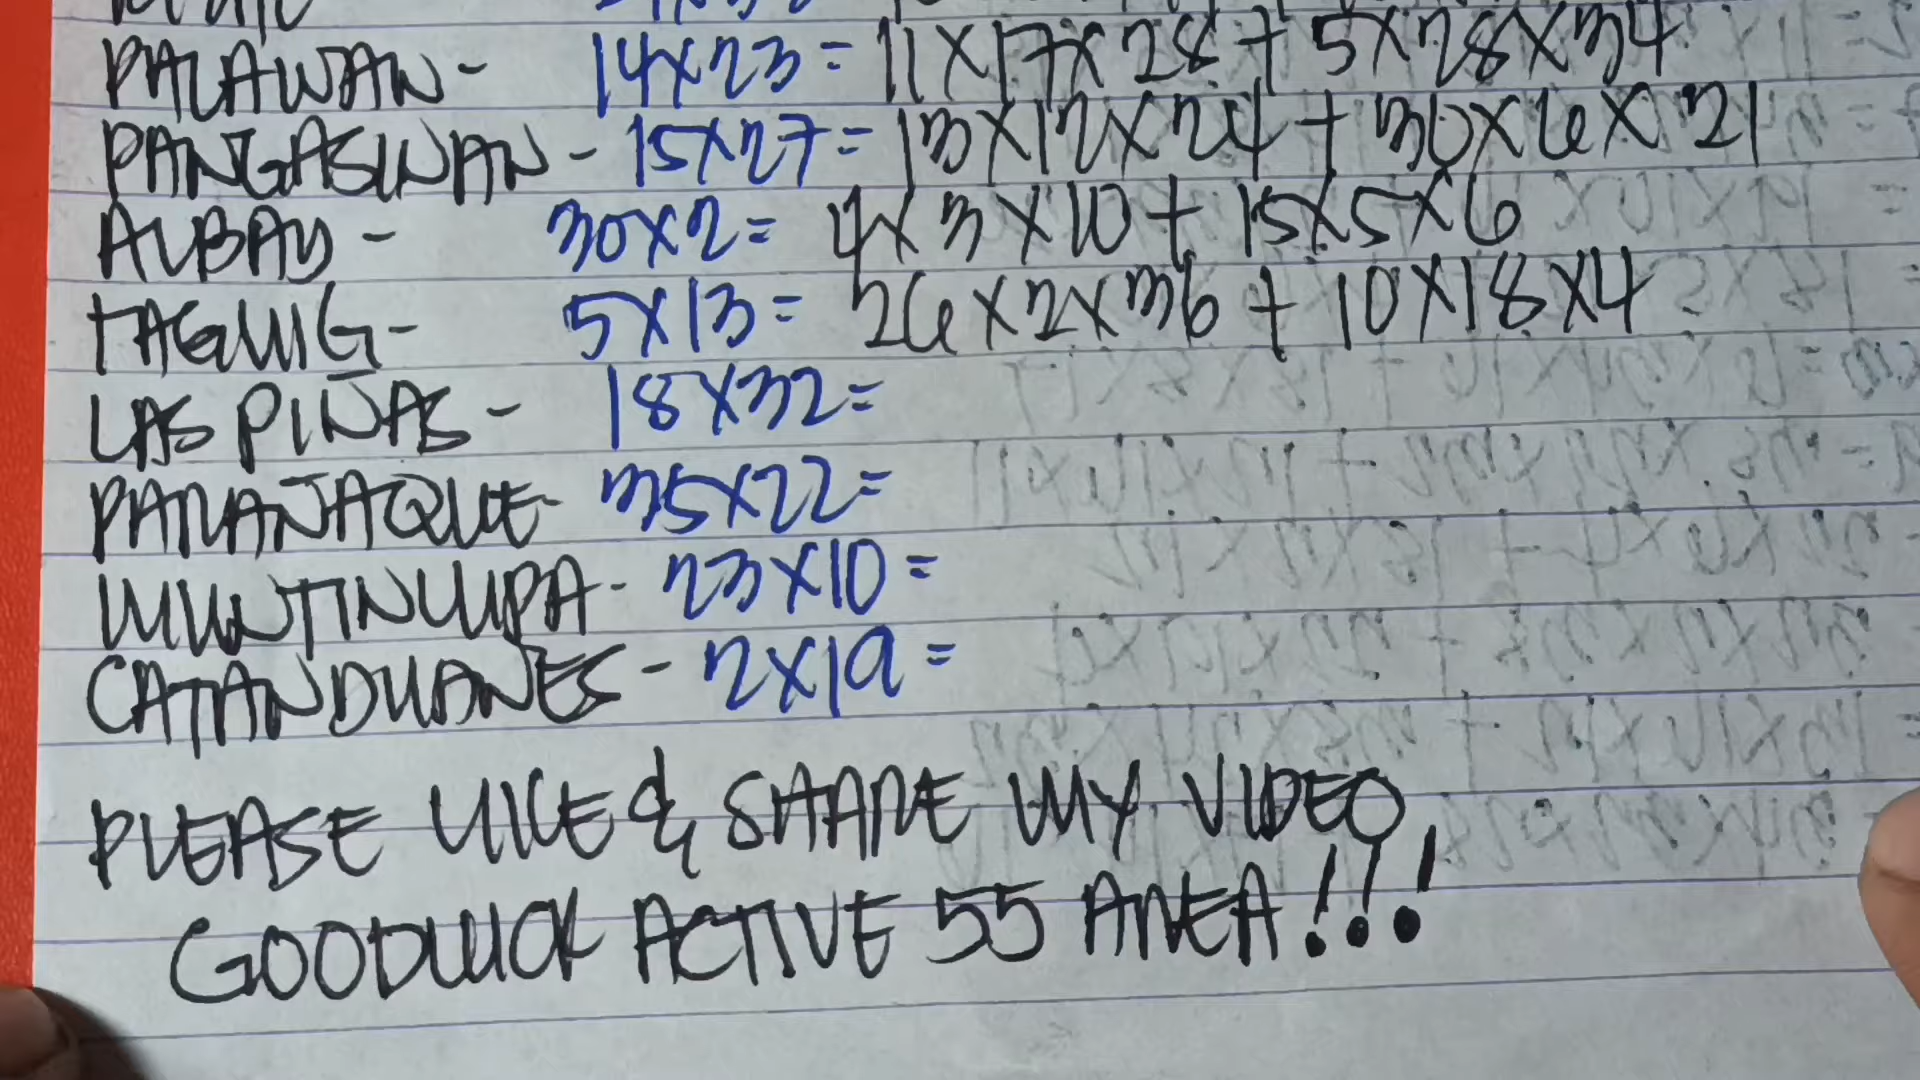 PALAWAN - 14X23 = 11X17X28 + 5X28X34
PANGASINAN - 15X27 = 13X12X24 + 30X6X21
ALBAY - 30X2 = 4X3X10 + 15X5X6
TAGUIG - 5X13 = 26X2X36 + 10X18X4
LAS PIÑAS - 18X32 =
PARANAQUE - 35X22 =
MUNTINLUPA - 23X10 =
CATANDUANES - 2X19 =
PLEASE LIKE & SHARE MY VIDEO,
GOODLUCK ACTIVE 55 AREA!!!